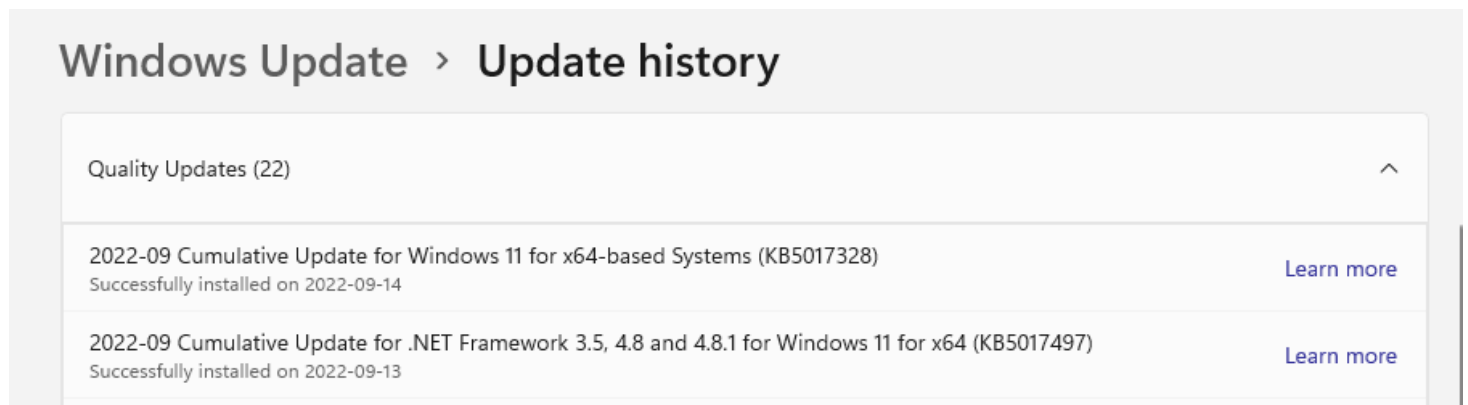 Windows Update > Update history
Quality Updates (22)
2022-09 Cumulative Update for Windows 11 for x64-based Systems (KB5017328)
Successfully installed on 2022-09-14
Learn more
2022-09 Cumulative Update for .NET Framework 3.5, 4.8 and 4.8.1 for Windows 11 for x64 (KB5017497)
Successfully installed on 2022-09-13
Learn more